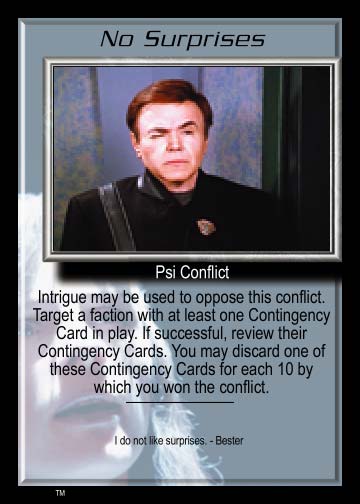 No Surprises
Psi Conflict
Intrigue may be used to oppose this conflict.
Target a faction with at least one Contingency
Card in play. If successful, review their
Contingency Cards. You may discard one of
these Contingency Cards for each 10 by
which you won the conflict.
I do not like surprises. - Bester
TM